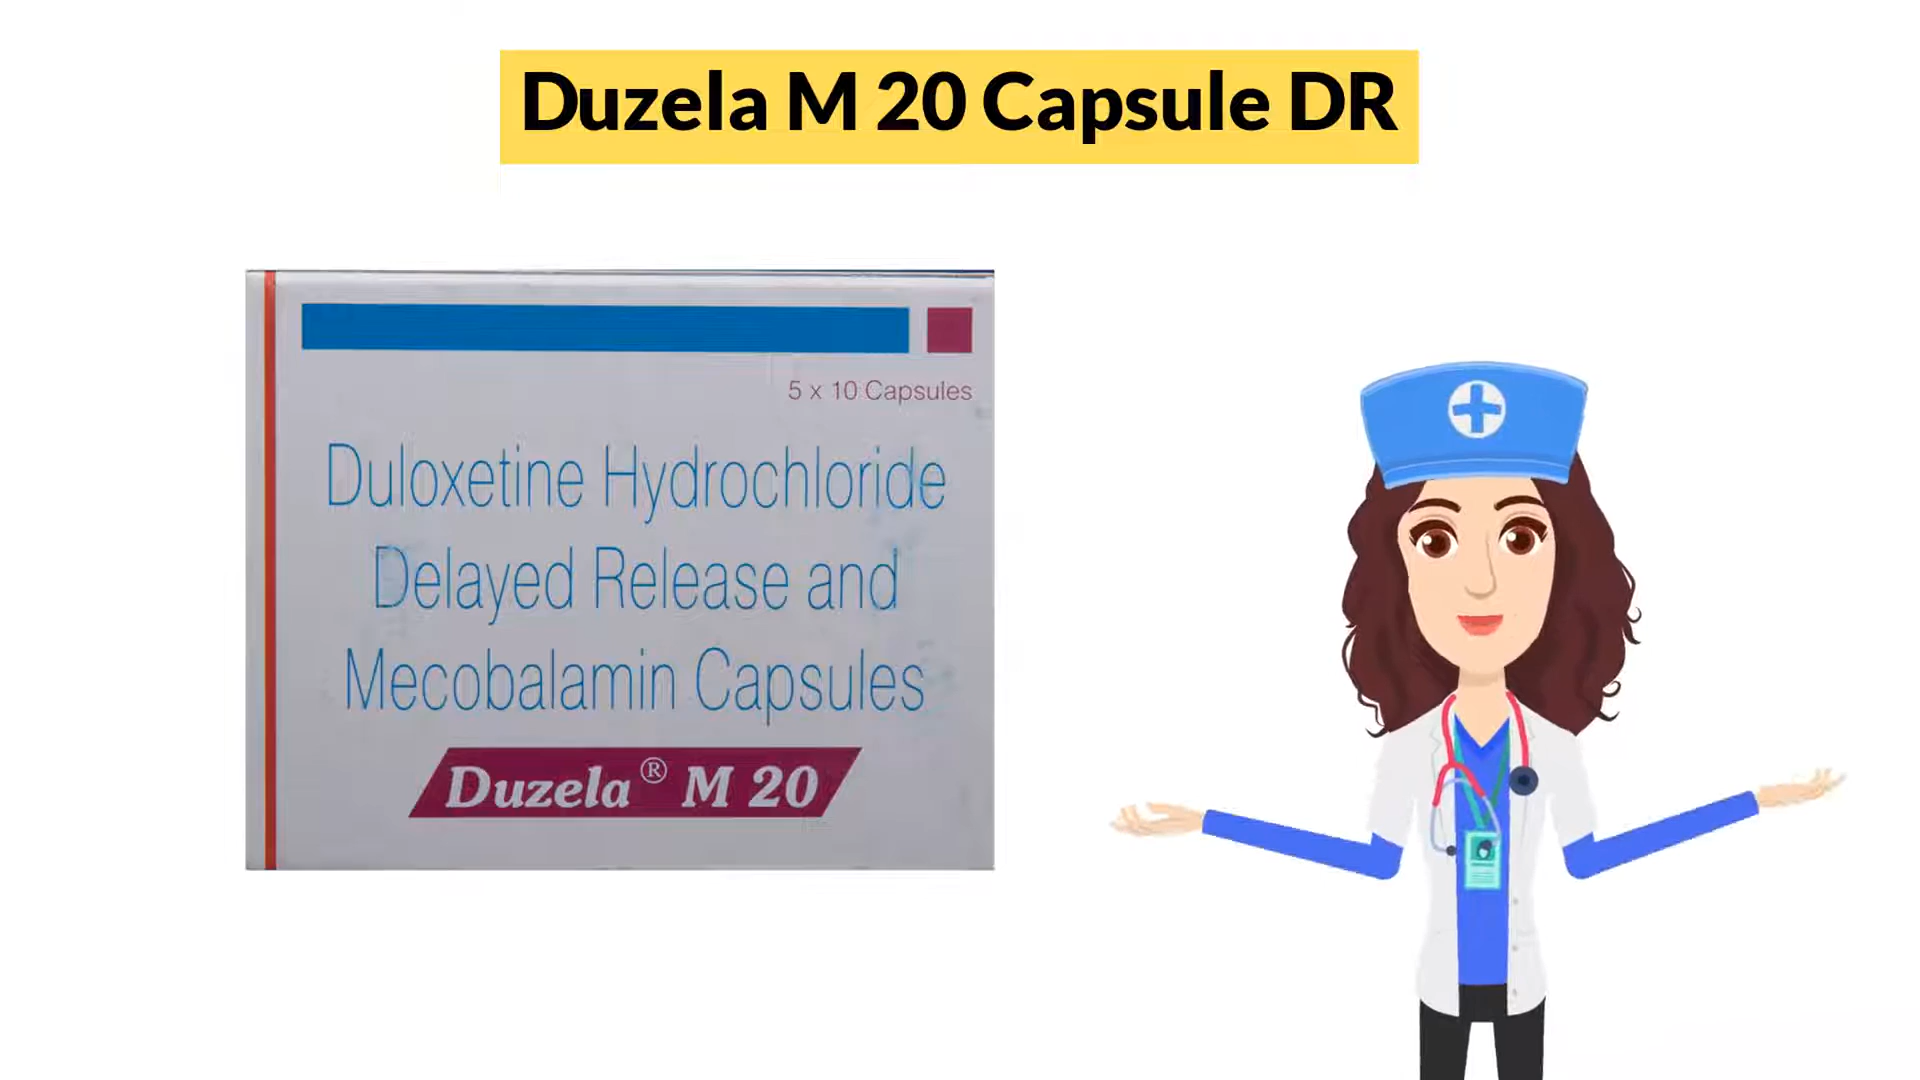 Duzela M 20 Capsule DR
5 x 10 Capsules
Duloxetine Hydrochloride
Delayed Release and
Mecobalamin Capsules
Duzela® M 20